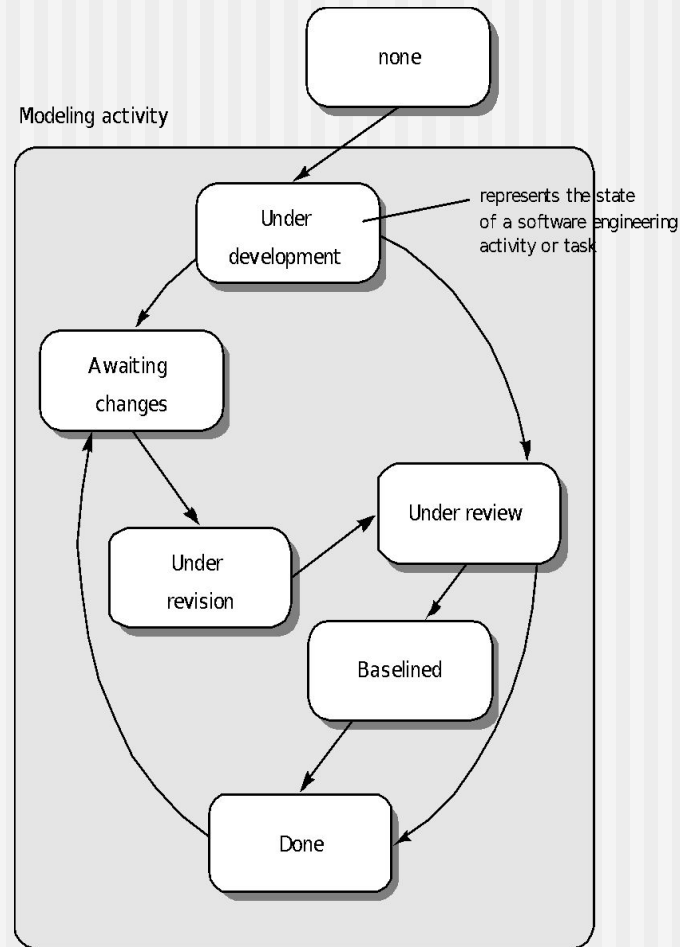 none
Modeling activity
represents the state
of a software engineering
activity or task
Under
development
Awaiting
changes
Under review
Under
revision
Baselined
Done